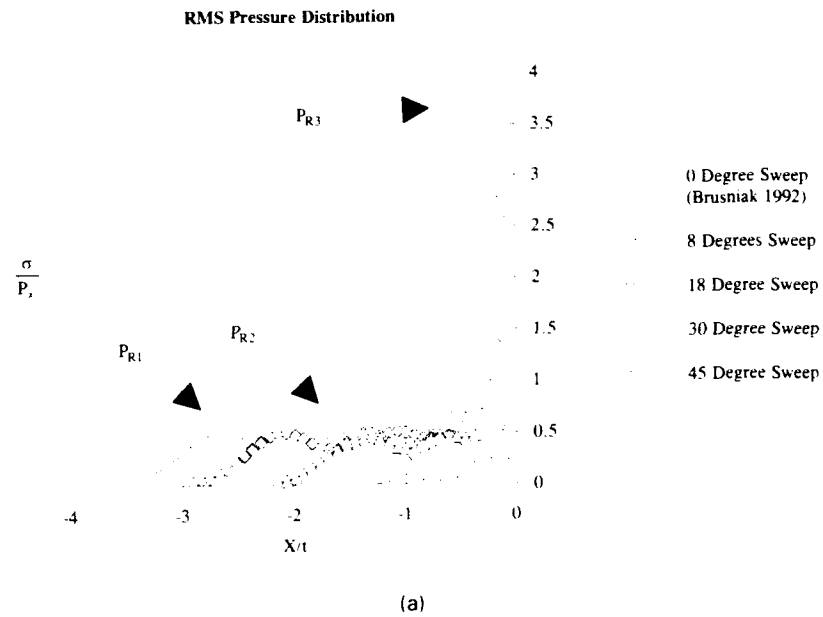 RMS Pressure Distribution
4
P_R3
3.5
3
0 Degree Sweep
(Brusniak 1992)
2.5
8 Degrees Sweep
σ
P
2
18 Degree Sweep
1.5
30 Degree Sweep
P_R1
P_R2
1
45 Degree Sweep
0.5
0
-4
-3
-2
-1
0
X/t
(a)